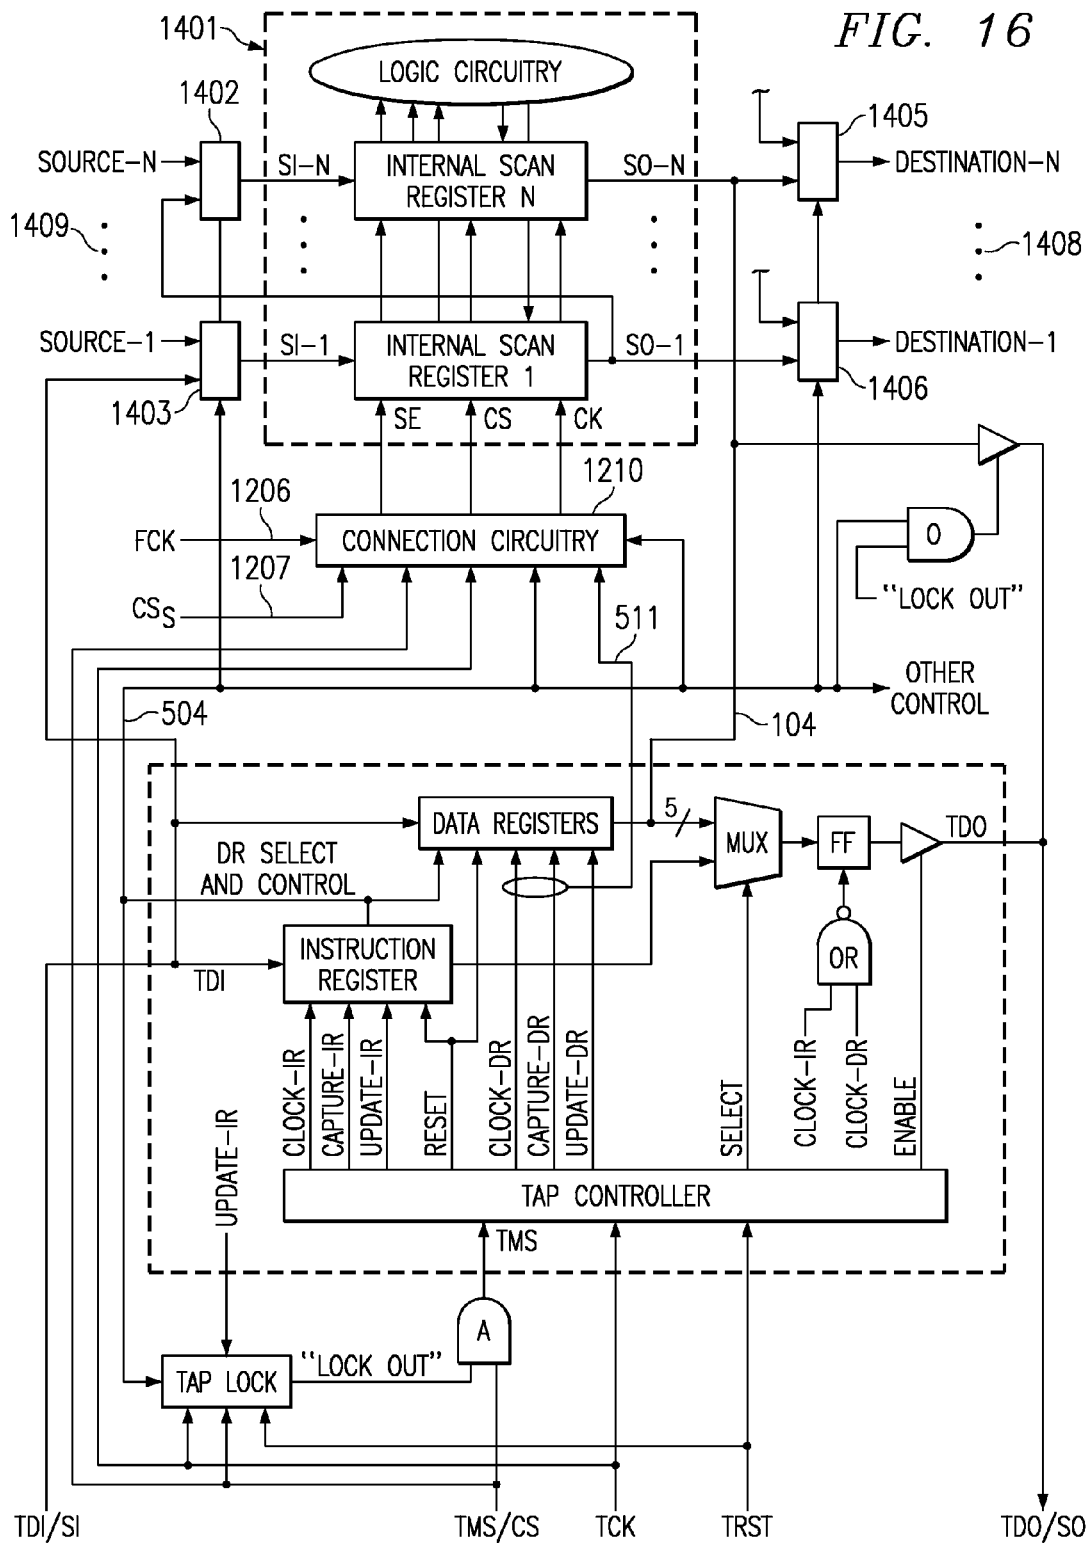 FIG. 16
1401
LOGIC CIRCUITRY
1402
1405
SOURCE-N
SI-N
INTERNAL SCAN
REGISTER N
SO-N
DESTINATION-N
1409
1408
SOURCE-1
SI-1
INTERNAL SCAN
REGISTER 1
SO-1
DESTINATION-1
1403
1406
SE
CS
CK
1210
1206
FCK
CONNECTION CIRCUITRY
O
1207
CSS
"LOCK OUT"
511
OTHER
CONTROL
504
104
DATA REGISTERS
5
MUX
FF
TDO
DR SELECT
AND CONTROL
INSTRUCTION
REGISTER
OR
TDI
CLOCK-IR
CAPTURE-IR
UPDATE-IR
RESET
CLOCK-DR
CAPTURE-DR
UPDATE-DR
SELECT
CLOCK-IR
CLOCK-DR
ENABLE
UPDATE-IR
TAP CONTROLLER
TMS
A
"LOCK OUT"
TAP LOCK
TDI/SI
TMS/CS
TCK
TRST
TDO/SO